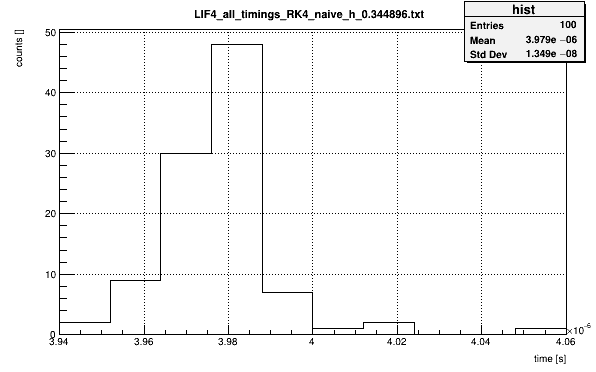 LIF4_all_timings_RK4_naive_h_0.344896.txt
hist
Entries 100
Mean 3.979e −06
Std Dev 1.349e −08
counts []
50
40
30
20
10
0
3.94 3.96 3.98 4 4.02 4.04 4.06
×10⁻⁶
time [s]